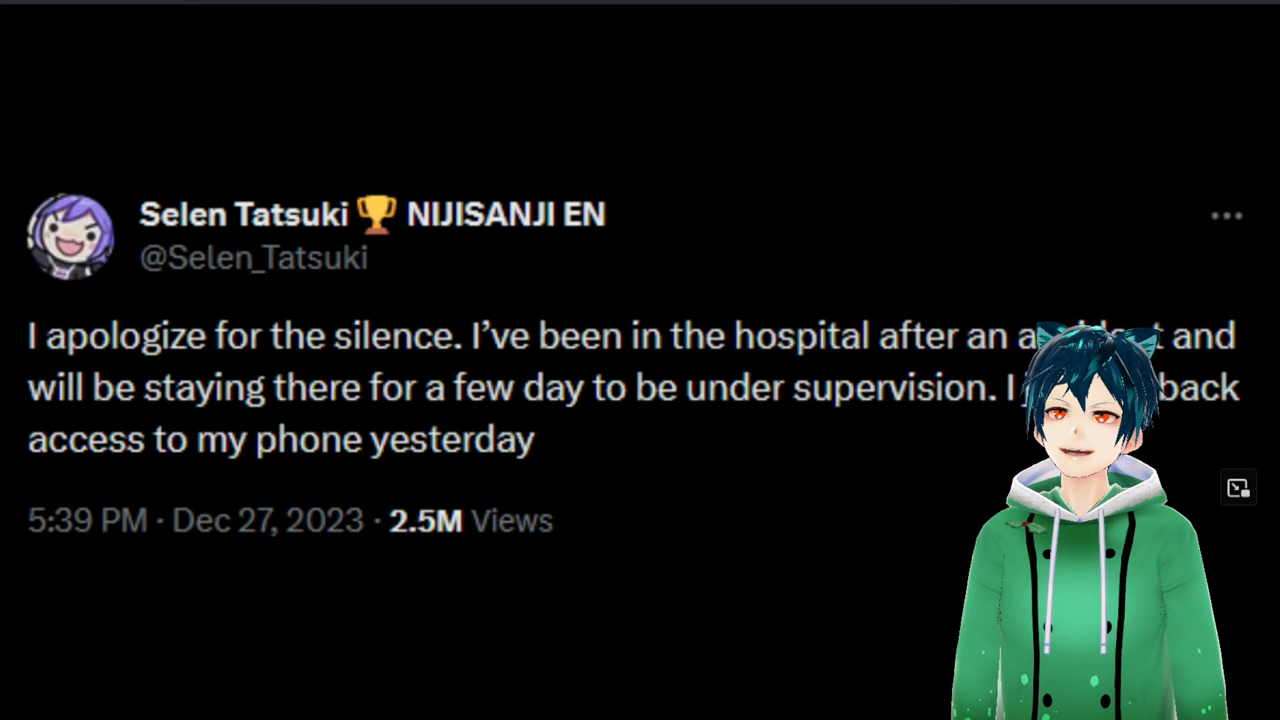 Selen Tatsuki 🏆 NIJISANJI EN
@Selen_Tatsuki
I apologize for the silence. I’ve been in the hospital after an and
will be staying there for a few day to be under supervision. I back
access to my phone yesterday
5:39 PM · Dec 27, 2023 · 2.5M Views